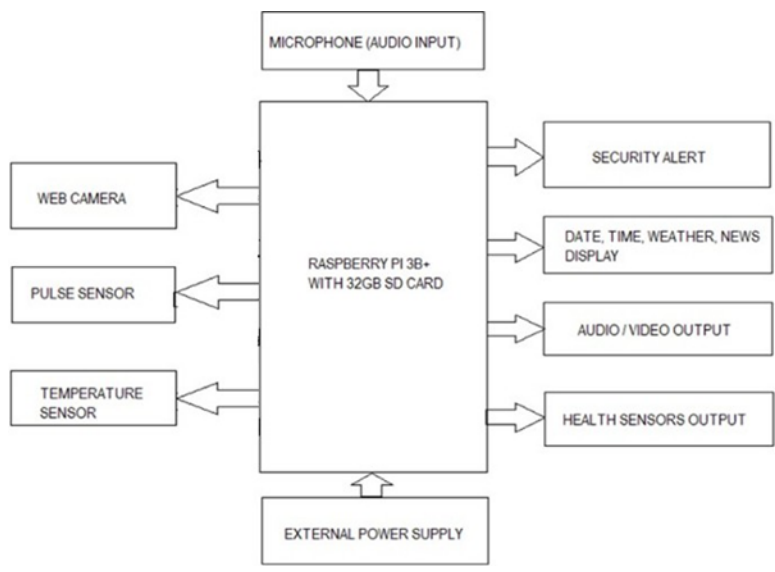 MICROPHONE (AUDIO INPUT)
WEB CAMERA
PULSE SENSOR
TEMPERATURE
SENSOR
RASPBERRY PI 3B+
WITH 32GB SD CARD
SECURITY ALERT
DATE, TIME, WEATHER, NEWS
DISPLAY
AUDIO / VIDEO OUTPUT
HEALTH SENSORS OUTPUT
EXTERNAL POWER SUPPLY